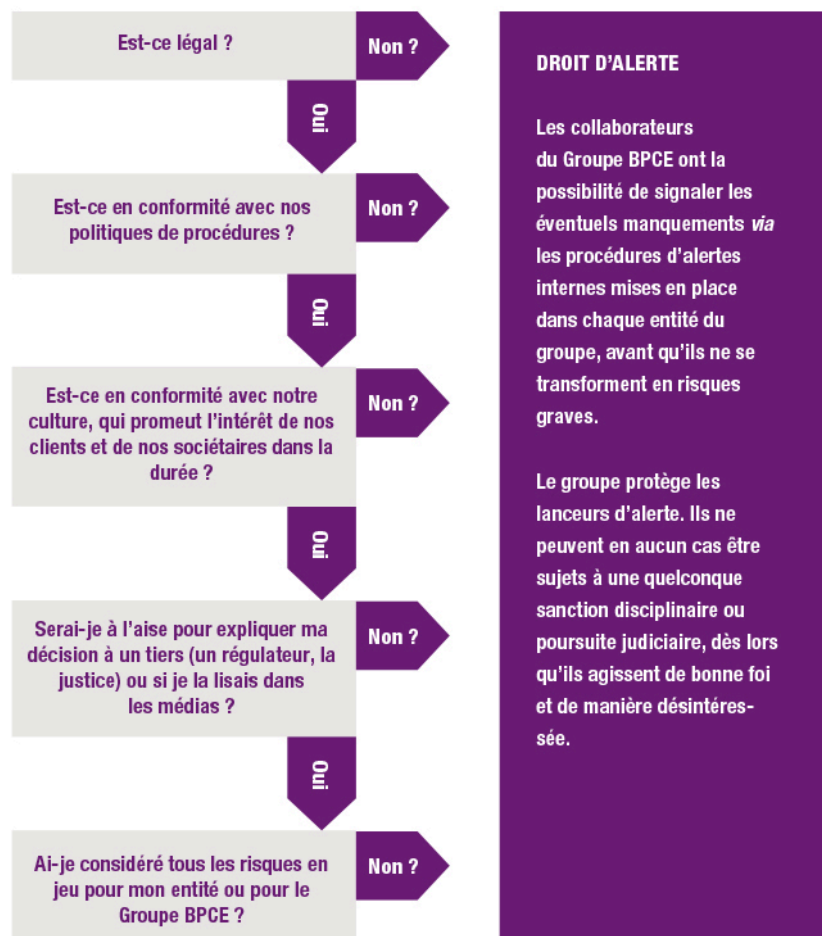 Est-ce légal ?
Non ?
Oui
Est-ce en conformité avec nos
politiques de procédures ?
Non ?
Oui
Est-ce en conformité avec notre
culture, qui promeut l’intérêt de nos
clients et de nos sociétaires dans la
durée ?
Non ?
Oui
Serai-je à l’aise pour expliquer ma
décision à un tiers (un régulateur, la
justice) ou si je la lisais dans
les médias ?
Non ?
Oui
Ai-je considéré tous les risques en
jeu pour mon entité ou pour le
Groupe BPCE ?
Non ?
DROIT D’ALERTE
Les collaborateurs
du Groupe BPCE ont la
possibilité de signaler les
éventuels manquements via
les procédures d’alertes
internes mises en place
dans chaque entité du
groupe, avant qu’ils ne se
transforment en risques
graves.
Le groupe protège les
lanceurs d’alerte. Ils ne
peuvent en aucun cas être
sujets à une quelconque
sanction disciplinaire ou
poursuite judiciaire, dès lors
qu’ils agissent de bonne foi
et de manière désintéres-
sée.